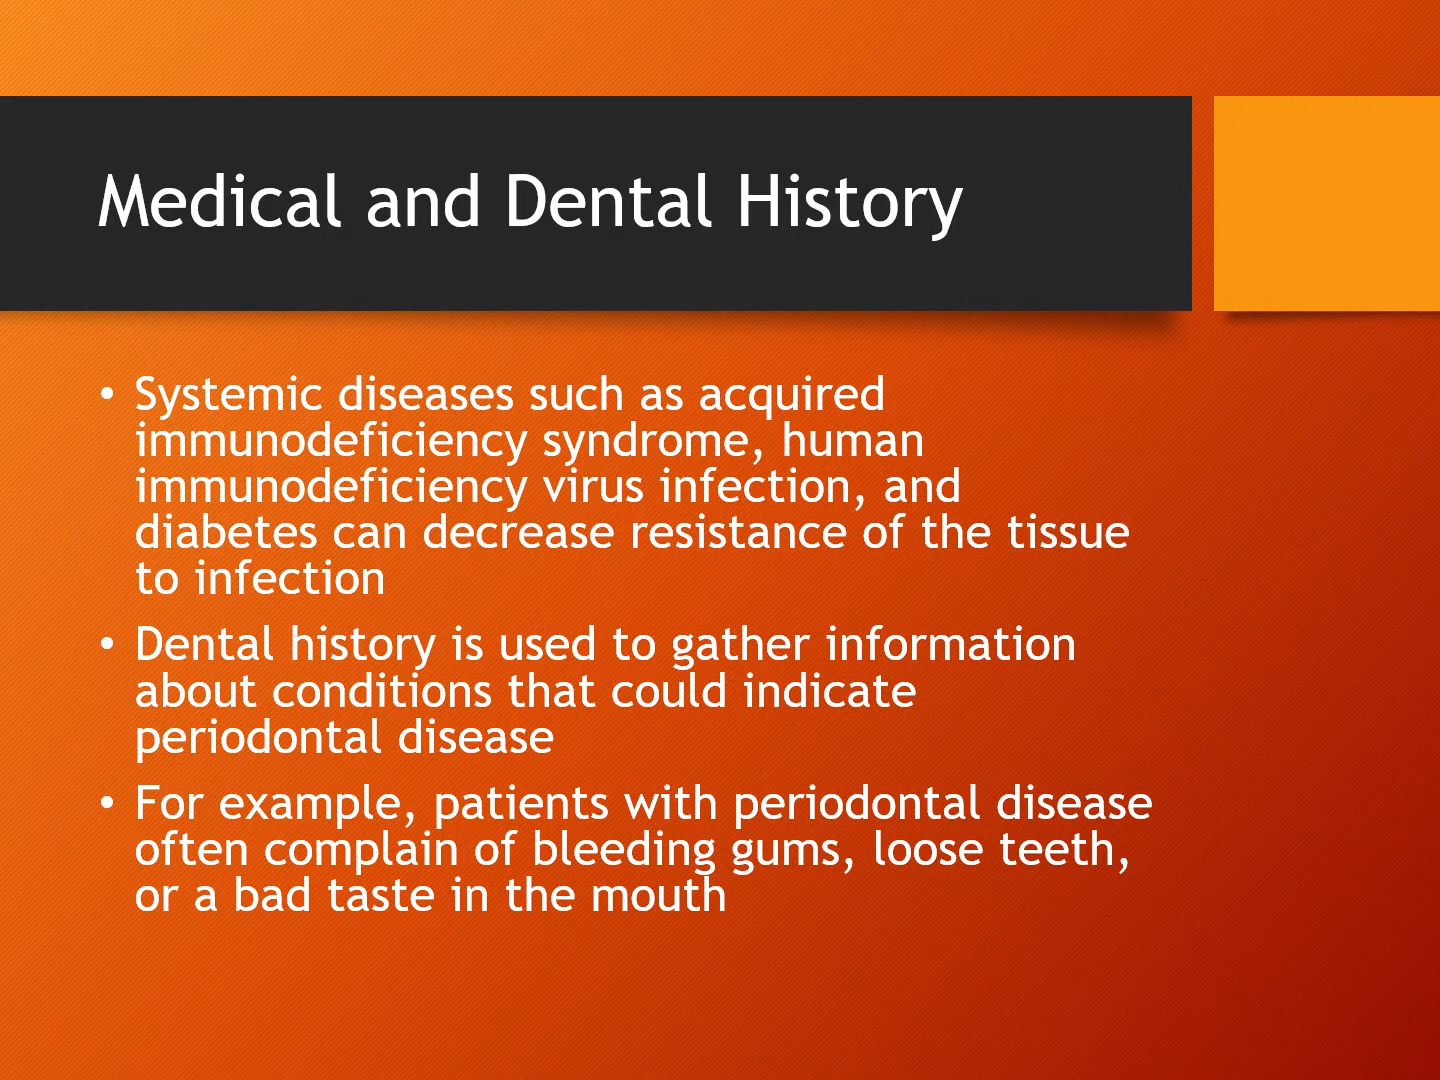 Medical and Dental History
• Systemic diseases such as acquired
immunodeficiency syndrome, human
immunodeficiency virus infection, and
diabetes can decrease resistance of the tissue
to infection
• Dental history is used to gather information
about conditions that could indicate
periodontal disease
• For example, patients with periodontal disease
often complain of bleeding gums, loose teeth,
or a bad taste in the mouth